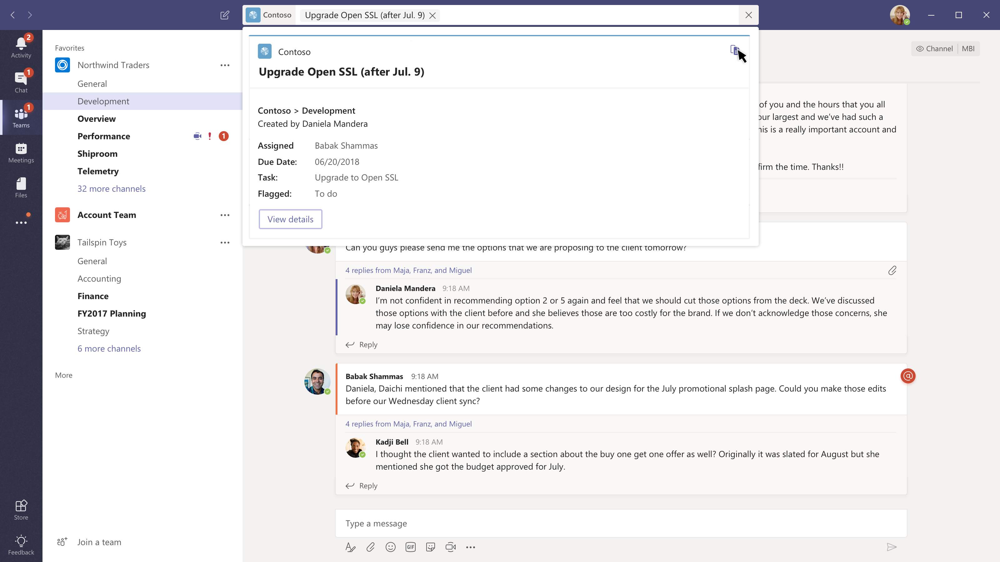 Contoso
Upgrade Open SSL (after Jul. 9)
2
Activity
1
Chat
1
Teams
Meetings
Files
Store
Feedback
Favorites
Northwind Traders
General
Development
Overview
Performance
! 1
Shiproom
Telemetry
32 more channels
Account Team
Tailspin Toys
General
Accounting
Finance
FY2017 Planning
Strategy
6 more channels
More
Join a team
Contoso
Upgrade Open SSL (after Jul. 9)
Contoso > Development
Created by Daniela Mandera
Assigned Babak Shammas
Due Date: 06/20/2018
Task: Upgrade to Open SSL
Flagged: To do
View details
Channel MBI
of you and the hours that you all
our largest and we’ve had such a
his is a really important account and
firm the time. Thanks!!
Can you guys please send me the options that we are proposing to the client tomorrow?
4 replies from Maja, Franz, and Miguel
Daniela Mandera 9:18 AM
I’m not confident in recommending option 2 or 5 again and feel that we should cut those options from the deck. We’ve discussed
those options with the client before and she believes those are too costly for the brand. If we don’t acknowledge those concerns, she
may lose confidence in our recommendations.
Reply
Babak Shammas 9:18 AM
@
Daniela, Daichi mentioned that the client had some changes to our design for the July promotional splash page. Could you make those edits
before our Wednesday client sync?
4 replies from Maja, Franz, and Miguel
Kadji Bell 9:18 AM
I thought the client wanted to include a section about the buy one get one offer as well? Originally it was slated for August but she
mentioned she got the budget approved for July.
Reply
Type a message
GIF